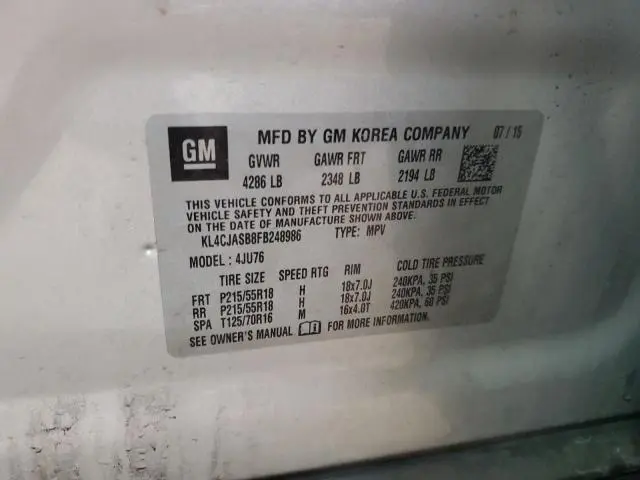 GM
MFD BY GM KOREA COMPANY 07/15
GVWR GAWR FRT GAWR RR
4286 LB 2348 LB 2194 LB
THIS VEHICLE CONFORMS TO ALL APPLICABLE U.S. FEDERAL MOTOR
VEHICLE SAFETY AND THEFT PREVENTION STANDARDS IN EFFECT
ON THE DATE OF MANUFACTURE SHOWN ABOVE.
KL4CJASB8FB248986 TYPE: MPV
MODEL : 4JU76
TIRE SIZE SPEED RTG RIM COLD TIRE PRESSURE
FRT P215/55R18 H 18x7.0J 240KPA, 35 PSI
RR P215/55R18 H 18x7.0J 240KPA, 35 PSI
SPA T125/70R16 M 16x4.0T 420KPA, 60 PSI
SEE OWNER'S MANUAL FOR MORE INFORMATION.